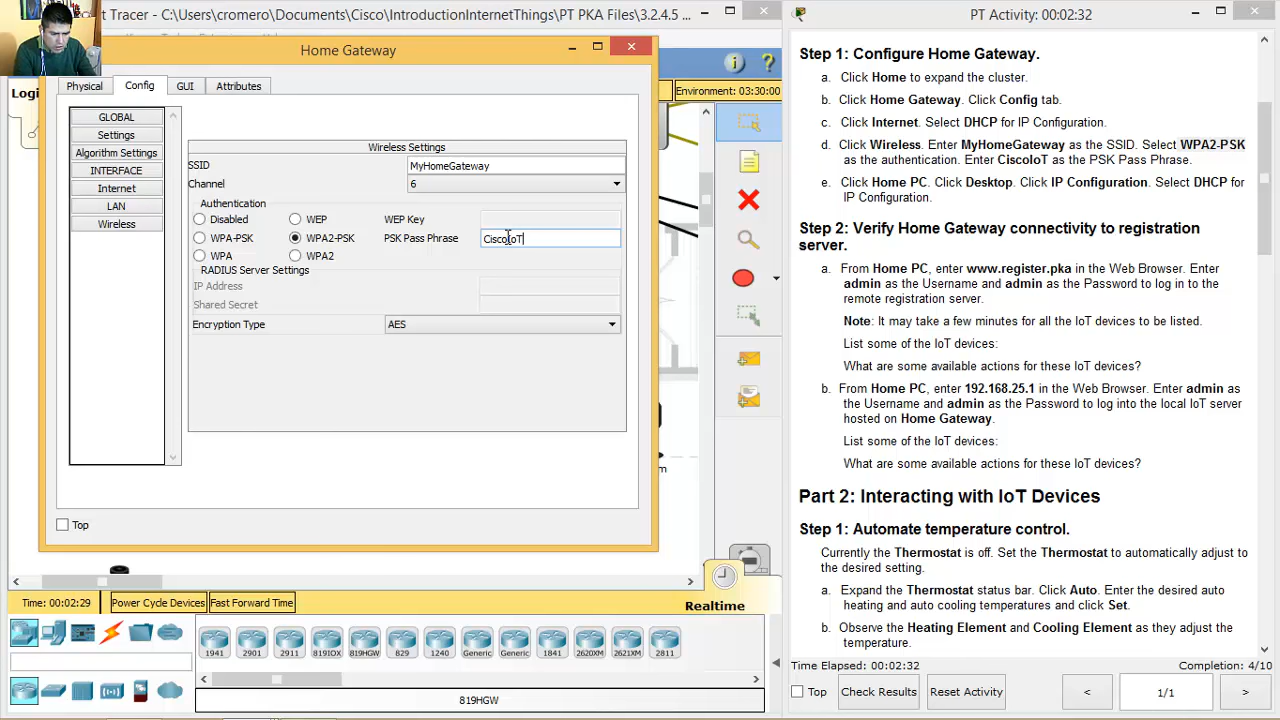 t Tracer - C:\Users\cromero\Documents\Cisco\IntroductionInternetThings\PT PKA Files\3.2.4.5 ...
PT Activity: 00:02:32
Home Gateway
Physical
Config
GUI
Attributes
Logi
Environment: 03:30:00
GLOBAL
Settings
Algorithm Settings
INTERFACE
Internet
LAN
Wireless
Wireless Settings
SSID
MyHomeGateway
Channel
6
Authentication
Disabled
WEP
WEP Key
WPA-PSK
WPA2-PSK
PSK Pass Phrase
CiscoIoT
WPA
WPA2
RADIUS Server Settings
IP Address
Shared Secret
Encryption Type
AES
Top
m
Time: 00:02:29
Power Cycle Devices
Fast Forward Time
Realtime
1941
2901
2911
819IOX
819HGW
829
1240
Generic
Generic
1841
2620XM
2621XM
2811
819HGW
Step 1: Configure Home Gateway.
a. Click Home to expand the cluster.
b. Click Home Gateway. Click Config tab.
c. Click Internet. Select DHCP for IP Configuration.
d. Click Wireless. Enter MyHomeGateway as the SSID. Select WPA2-PSK
as the authentication. Enter CiscoIoT as the PSK Pass Phrase.
e. Click Home PC. Click Desktop. Click IP Configuration. Select DHCP for
IP Configuration.
Step 2: Verify Home Gateway connectivity to registration
server.
a. From Home PC, enter www.register.pka in the Web Browser. Enter
admin as the Username and admin as the Password to log in to the
remote registration server.
Note: It may take a few minutes for all the IoT devices to be listed.
List some of the IoT devices:
What are some available actions for these IoT devices?
b. From Home PC, enter 192.168.25.1 in the Web Browser. Enter admin as
the Username and admin as the Password to log into the local IoT server
hosted on Home Gateway.
List some of the IoT devices:
What are some available actions for these IoT devices?
Part 2: Interacting with IoT Devices
Step 1: Automate temperature control.
Currently the Thermostat is off. Set the Thermostat to automatically adjust to
the desired setting.
a. Expand the Thermostat status bar. Click Auto. Enter the desired auto
heating and auto cooling temperatures and click Set.
b. Observe the Heating Element and Cooling Element as they adjust the
temperature.
Time Elapsed: 00:02:32
Completion: 4/10
Top
Check Results
Reset Activity
<
1/1
>